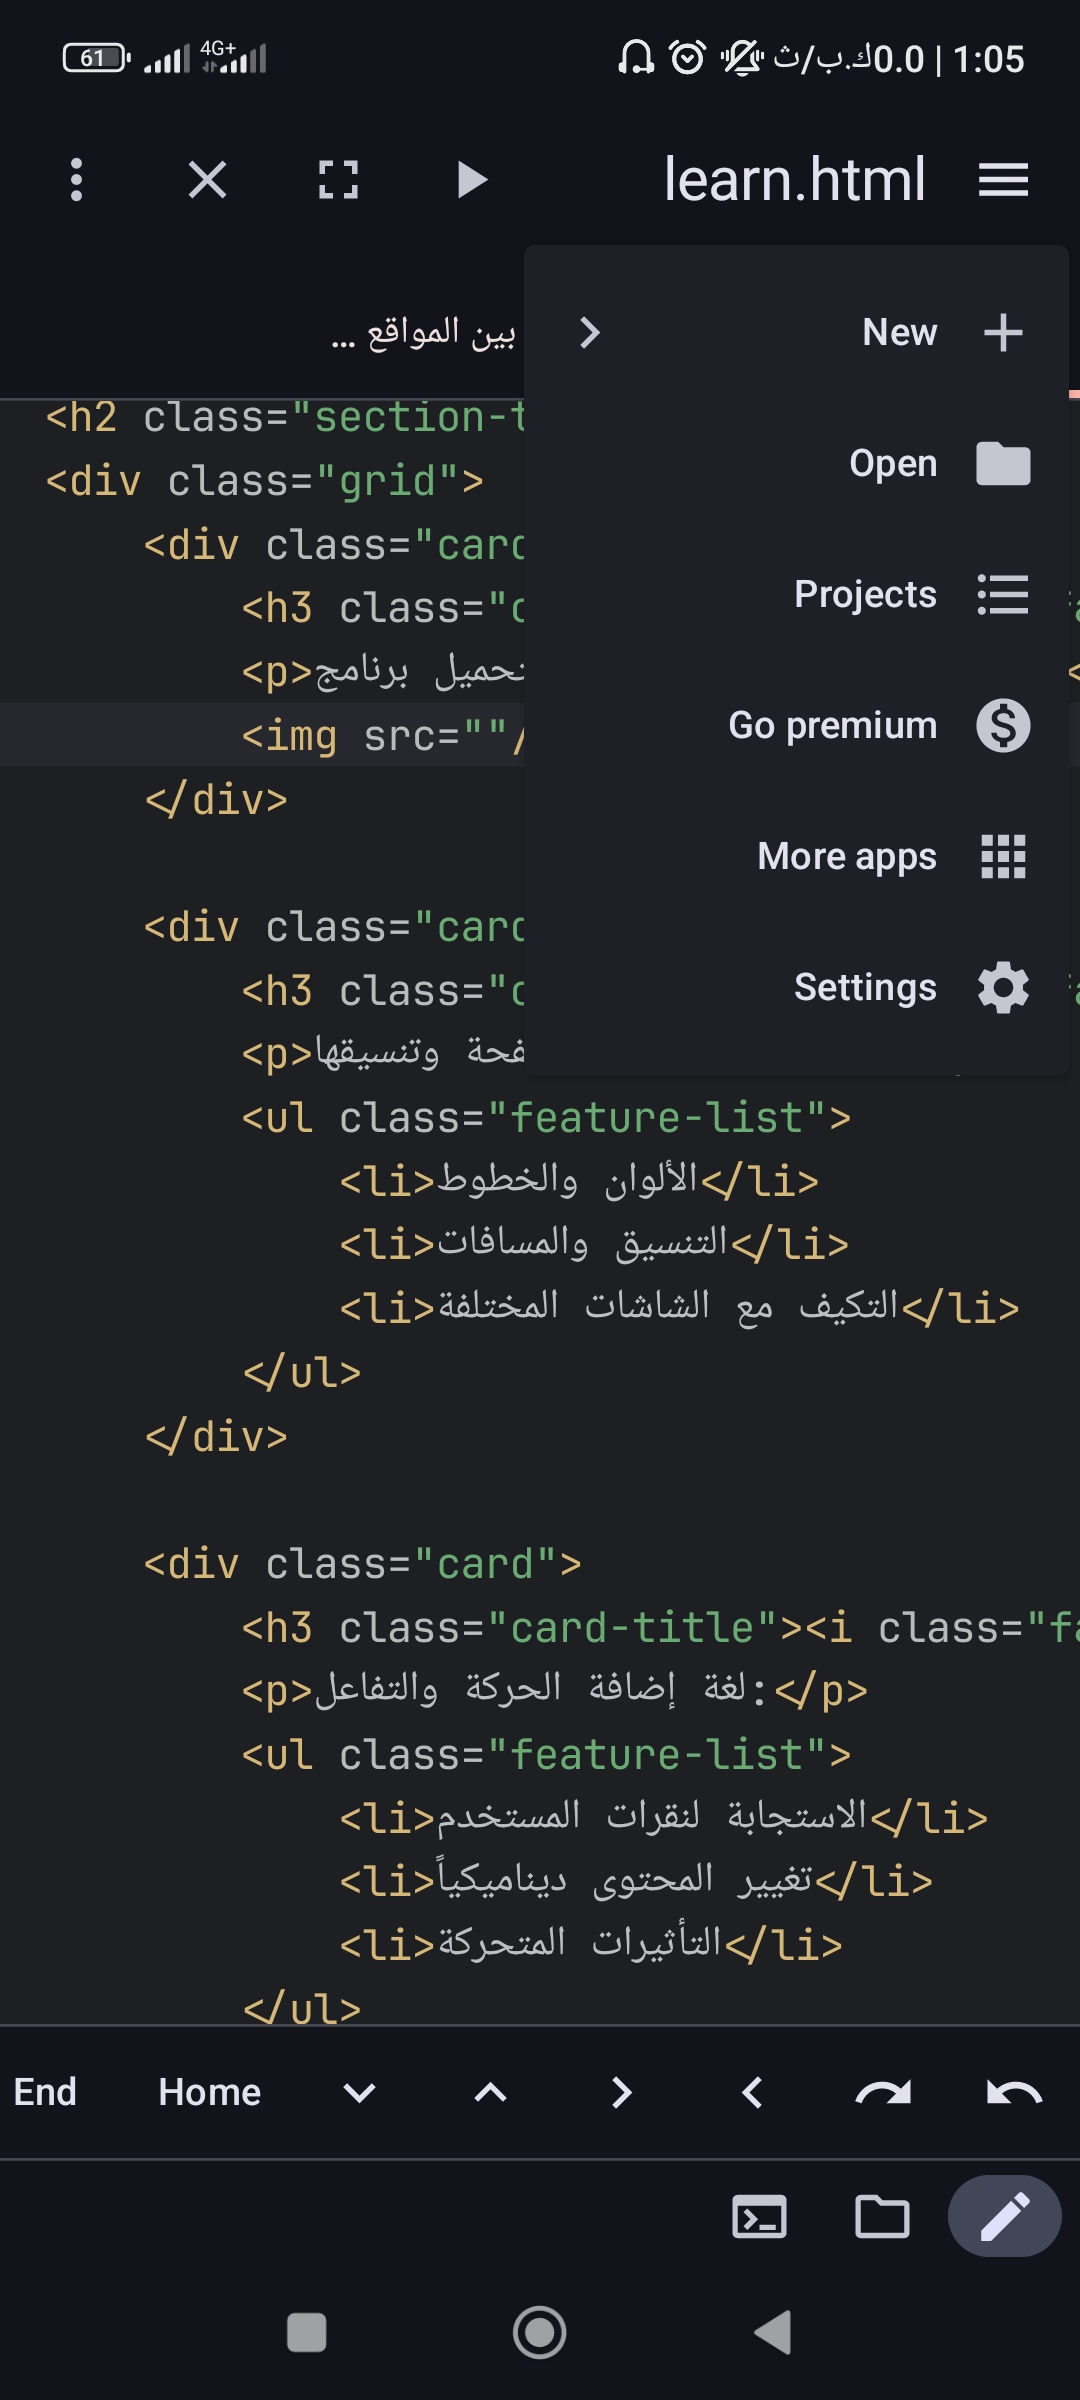 61 4G+ 0.0ك.ب/ث | 1:05
learn.html
بين المواقع ...
New
Open
Projects
Go premium
More apps
Settings
<h2 class="section-t
<div class="grid">
<div class="card
<h3 class="c
<p>تحميل برنامج
<
<img src=""/
</div>
<div class="card
<h3 class="c
<p>فحة وتنسيقها
<ul class="feature-list">
<li>الألوان والخطوط</li>
<li>التنسيق والمسافات</li>
<li>التكيف مع الشاشات المختلفة</li>
</ul>
</div>
<div class="card">
<h3 class="card-title"><i class="fa
<p>لغة إضافة الحركة والتفاعل:</p>
<ul class="feature-list">
<li>الاستجابة لنقرات المستخدم</li>
<li>تغيير المحتوى ديناميكياً</li>
<li>التأثيرات المتحركة</li>
</ul>
End Home